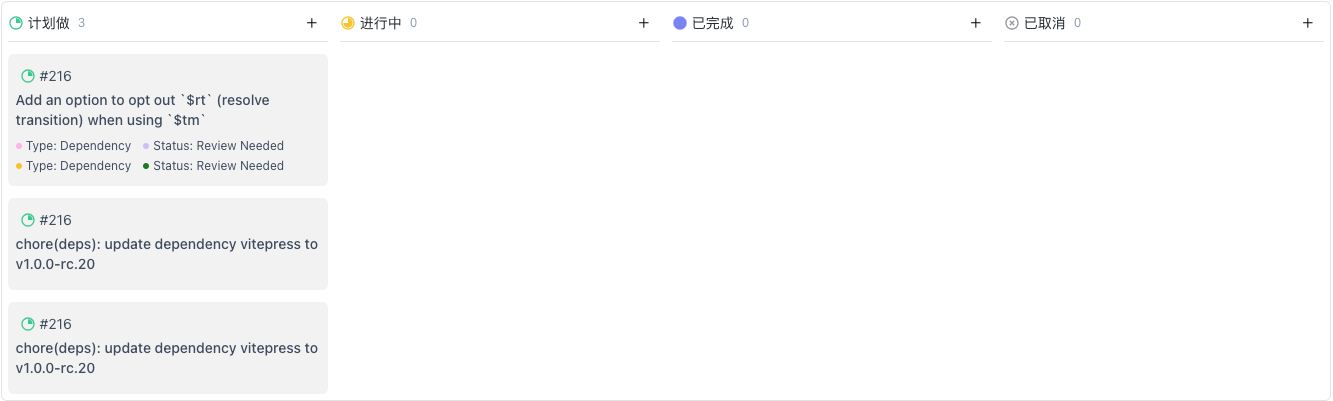 计划做 3 +
进行中 0 +
已完成 0 +
已取消 0 +
#216
Add an option to opt out `$rt` (resolve
transition) when using `$tm`
Type: Dependency Status: Review Needed
Type: Dependency Status: Review Needed
#216
chore(deps): update dependency vitepress to
v1.0.0-rc.20
#216
chore(deps): update dependency vitepress to
v1.0.0-rc.20